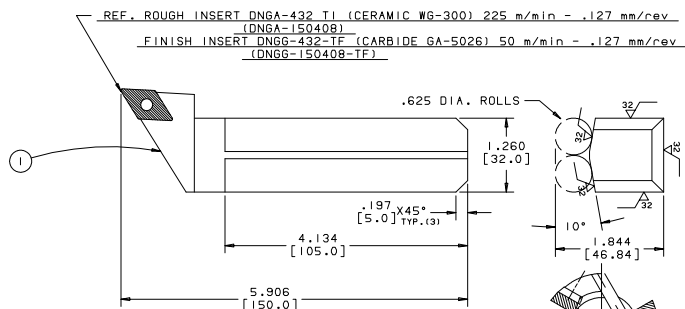 REF. ROUGH INSERT DNGA-432 T1 (CERAMIC WG-300) 225 m/min - .127 mm/rev
(DNGA-150408)
FINISH INSERT DNGG-432-TF (CARBIDE GA-5026) 50 m/min - .127 mm/rev
(DNGG-150408-TF)
.625 DIA. ROLLS
32
32
32
32
32
32
1
1.260
[32.0]
.197
[5.0] X45°
TYP.(3)
10°
4.134
[105.0]
1.844
[46.84]
5.906
[150.0]